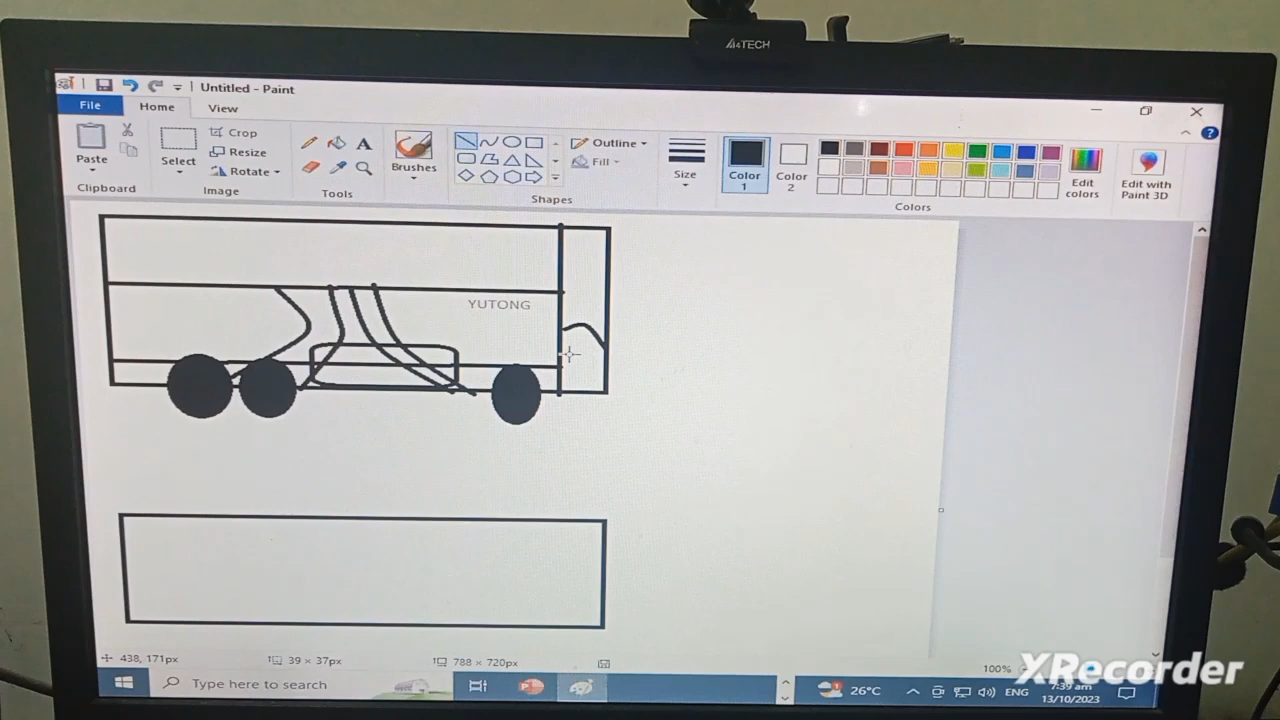 A4TECH
Untitled - Paint
File Home View
Paste
Clipboard
Select
Crop
Resize
Rotate
Image
Tools
Brushes
Shapes
Outline
Fill
Size
Color
1
Color
2
Colors
Edit
colors
Edit with
Paint 3D
YUTONG
438, 171px
39 × 37px
788 × 720px
100%
XRecorder
Type here to search
26°C
ENG
7:39 am
13/10/2023